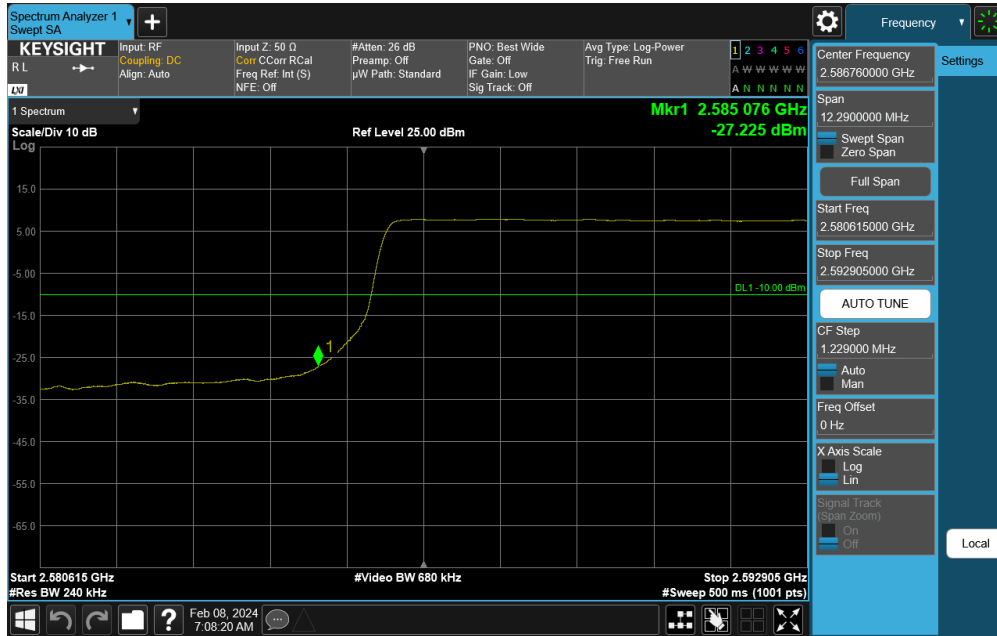 Spectrum Analyzer 1
Swept SA
+
Frequency
KEYSIGHT
R L
LXI
Input: RF
Coupling: DC
Align: Auto
Input Z: 50 Ω
Corr CCorr RCal
Freq Ref: Int (S)
NFE: Off
#Atten: 26 dB
Preamp: Off
µW Path: Standard
PNO: Best Wide
Gate: Off
IF Gain: Low
Sig Track: Off
Avg Type: Log-Power
Trig: Free Run
1 2 3 4 5 6
A W W W W W
A N N N N N
1 Spectrum
Scale/Div 10 dB
Log
Ref Level 25.00 dBm
Mkr1 2.585 076 GHz
-27.225 dBm
15.0
5.00
-5.00
DL1 -10.00 dBm
-15.0
1
-25.0
-35.0
-45.0
-55.0
-65.0
Start 2.580615 GHz
#Res BW 240 kHz
#Video BW 680 kHz
Stop 2.592905 GHz
#Sweep 500 ms (1001 pts)
Center Frequency
2.586760000 GHz
Settings
Span
12.2900000 MHz
Swept Span
Zero Span
Full Span
Start Freq
2.580615000 GHz
Stop Freq
2.592905000 GHz
AUTO TUNE
CF Step
1.229000 MHz
Auto
Man
Freq Offset
0 Hz
X Axis Scale
Log
Lin
Signal Track
(Span Zoom)
On
Off
Local
?
Feb 08, 2024
7:08:20 AM